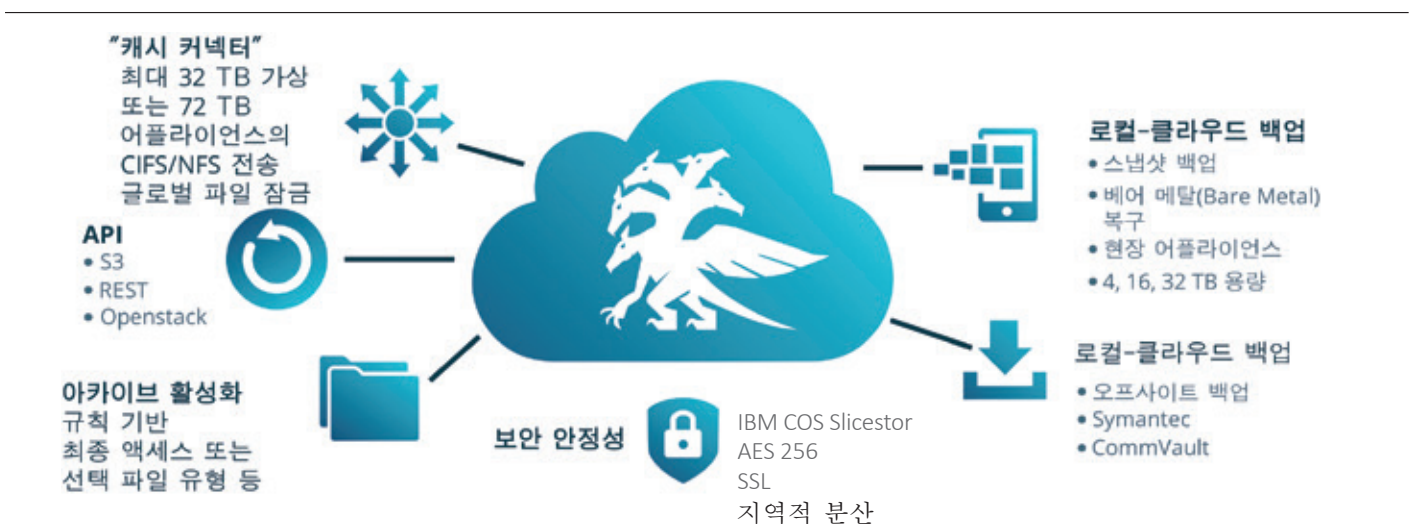 "캐시 커넥터"
최대 32 TB 가상
또는 72 TB
어플라이언스의
CIFS/NFS 전송
글로벌 파일 잠금
API
• S3
• REST
• Openstack
아카이브 활성화
규칙 기반
최종 액세스 또는
선택 파일 유형 등
보안 안정성
IBM COS Slicestor
AES 256
SSL
지역적 분산
로컬-클라우드 백업
• 스냅샷 백업
• 베어 메탈(Bare Metal)
복구
• 현장 어플라이언스
• 4, 16, 32 TB 용량
로컬-클라우드 백업
• 오프사이트 백업
• Symantec
• CommVault